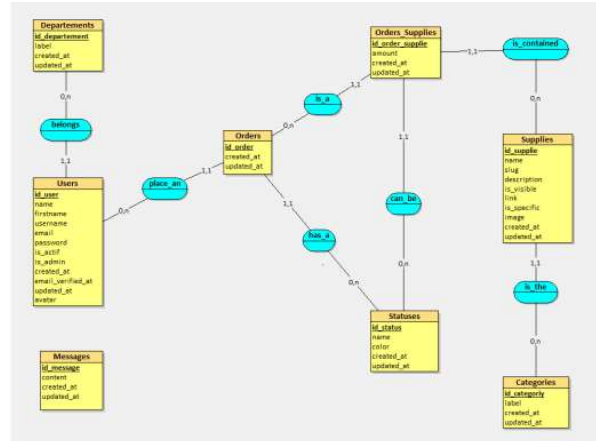 Departements
id_departement
label
created_at
updated_at
0,n
belongs
1,1
Users
id_user
name
firstname
username
email
password
is_actif
is_admin
created_at
email_verified_at
updated_at
avatar
0,n
place_an
1,1
Orders
id_order
created_at
updated_at
0,n
is_a
1,1
Orders_Supplies
id_order_supplie
amount
created_at
updated_at
1,1
is_contained
0,n
Supplies
id_supplie
name
slug
description
is_visible
link
is_specific
image
created_at
updated_at
1,1
is_the
0,n
Categories
id_categoriy
label
created_at
updated_at
1,1
can_be
0,n
1,1
has_a
0,n
Statuses
id_status
name
color
created_at
updated_at
Messages
id_message
content
created_at
updated_at